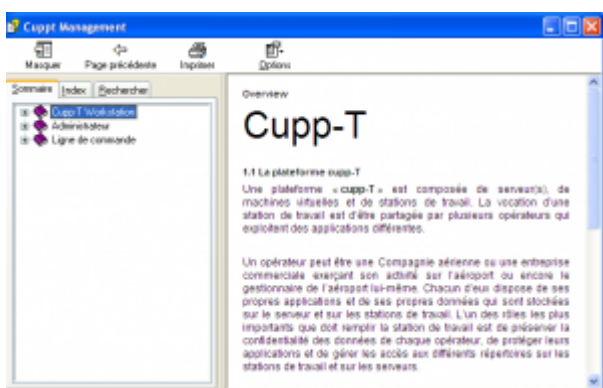 Cuppt Management
Masquer Page précédente Imprimer Options
Sommaire Index Rechercher
Cupp-T Workstation
Administrateur
Ligne de commande
Overview
Cupp-T
1.1 La plateforme cupp-T
Une plateforme « cupp-T » est composée de serveur(s), de
machines virtuelles et de stations de travail. La vocation d'une
station de travail est d'être partagée par plusieurs opérateurs qui
exploitent des applications différentes.
Un opérateur peut être une Compagnie aérienne ou une entreprise
commerciale exerçant son activité sur l'aéroport ou encore le
gestionnaire de l'aéroport lui-même. Chacun d'eux dispose de ses
propres applications et de ses propres données qui sont stockées
sur le serveur et sur les stations de travail. L'un des rôles les plus
importants que doit remplir la station de travail est de préserver la
confidentialité des données de chaque opérateur, de protéger leurs
applications et de gérer les accès aux différents répertoires sur les
stations de travail et sur les serveurs.